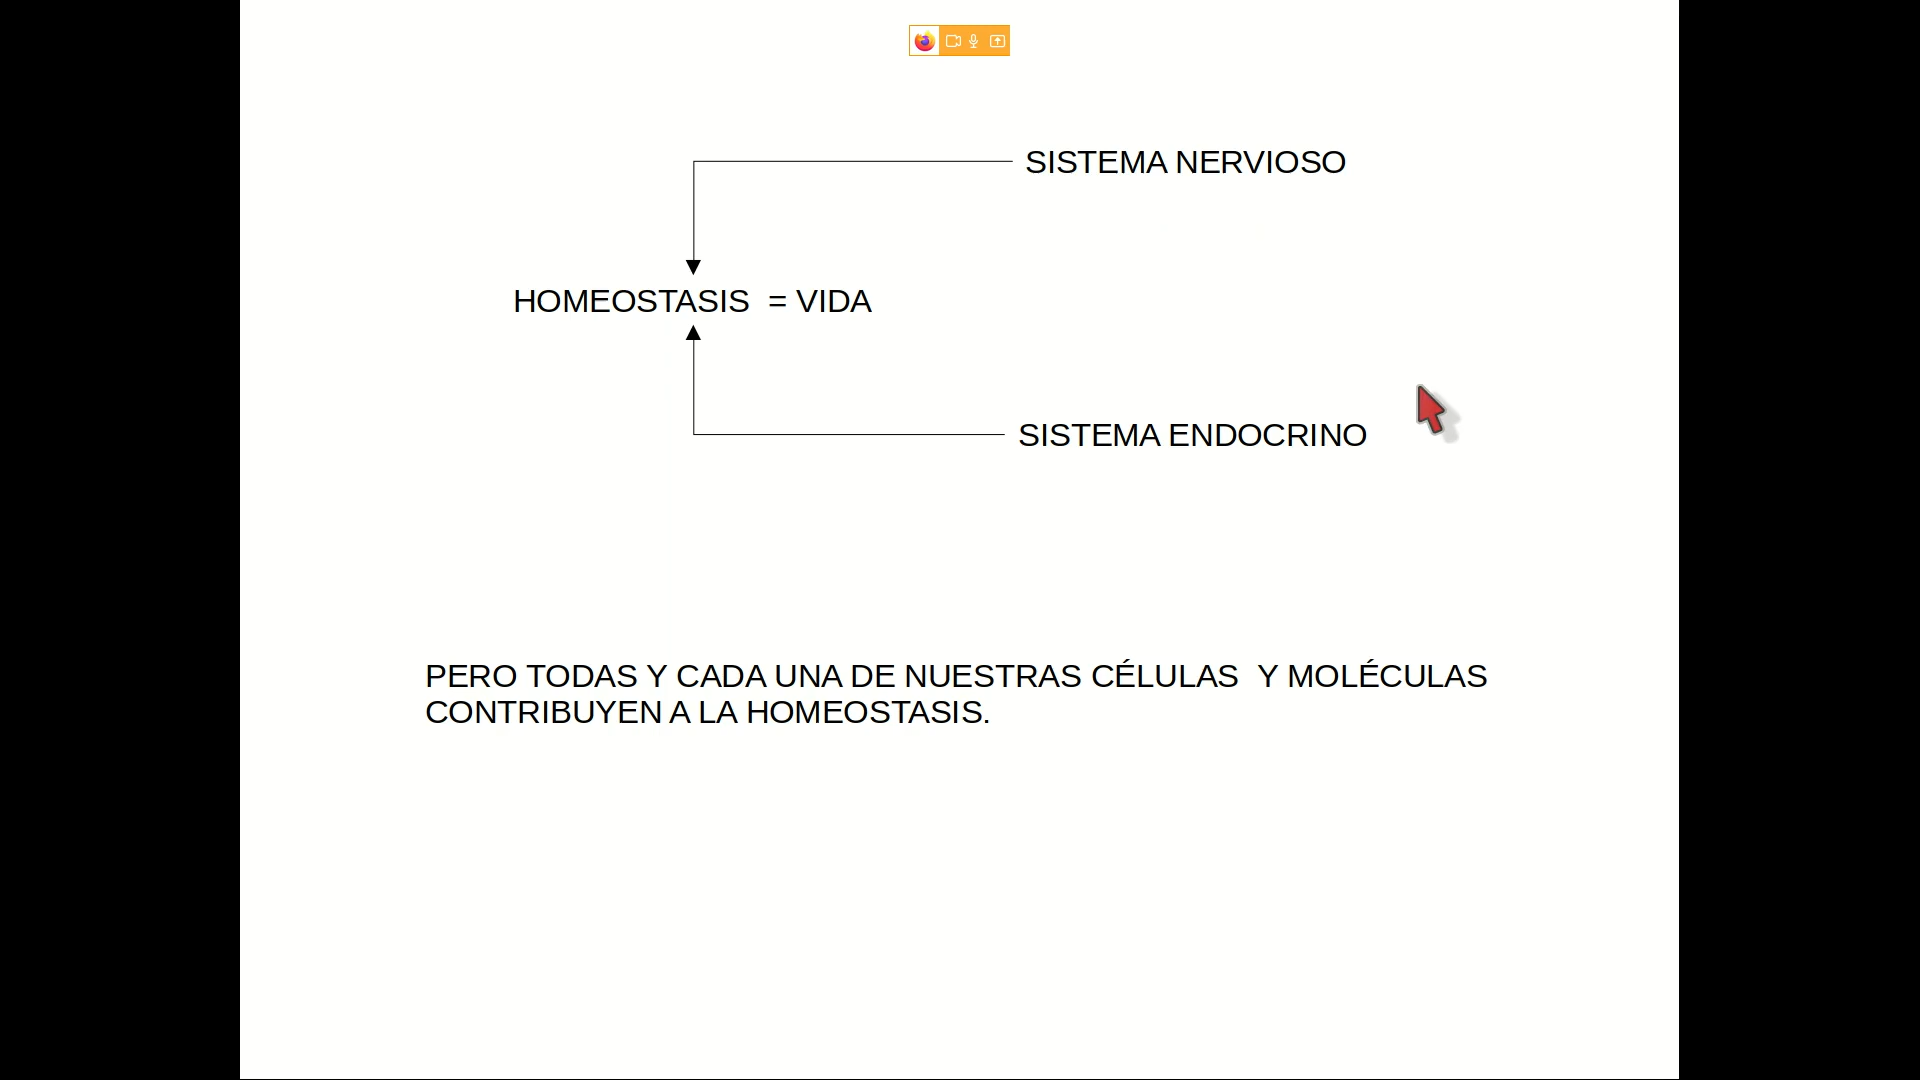 SISTEMA NERVIOSO
HOMEOSTASIS = VIDA
SISTEMA ENDOCRINO
PERO TODAS Y CADA UNA DE NUESTRAS CÉLULAS Y MOLÉCULAS
CONTRIBUYEN A LA HOMEOSTASIS.